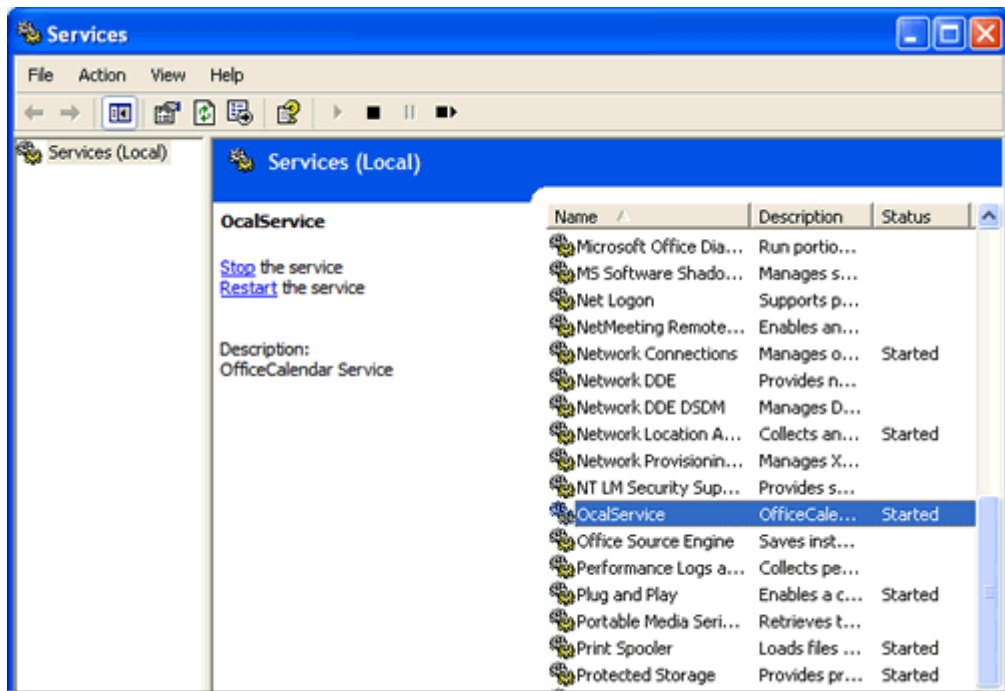 Services
File Action View Help
Services (Local)
Services (Local)
OcalService
Stop the service
Restart the service
Description:
OfficeCalendar Service
Name Description Status
Microsoft Office Dia... Run portio...
MS Software Shado... Manages s...
Net Logon Supports p...
NetMeeting Remote... Enables an...
Network Connections Manages o... Started
Network DDE Provides n...
Network DDE DSDM Manages D...
Network Location A... Collects an... Started
Network Provisionin... Manages X...
NT LM Security Sup... Provides s...
OcalService OfficeCale... Started
Office Source Engine Saves inst...
Performance Logs a... Collects pe...
Plug and Play Enables a c... Started
Portable Media Seri... Retrieves t...
Print Spooler Loads files ... Started
Protected Storage Provides pr... Started